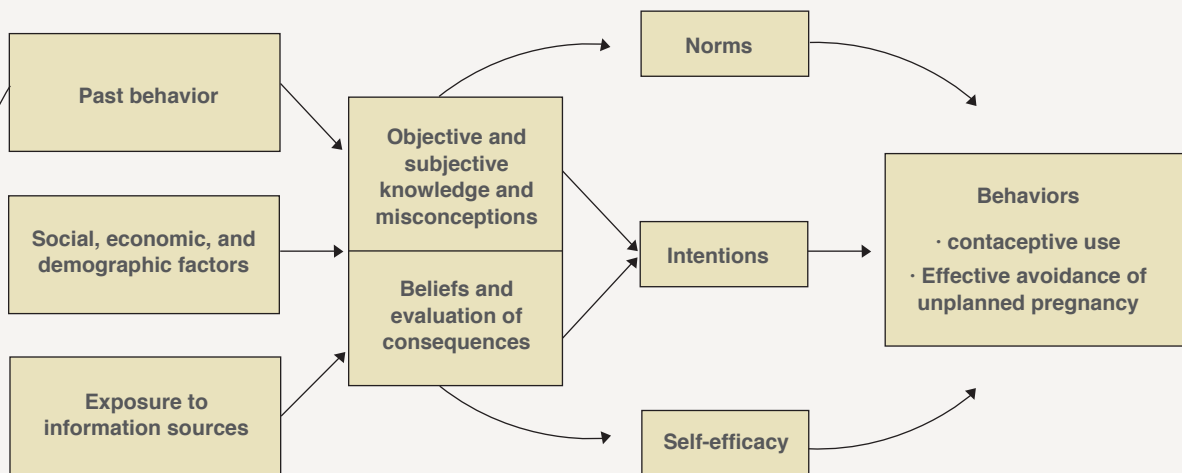 Past behavior
Social, economic, and
demographic factors
Exposure to
information sources
Objective and
subjective
knowledge and
misconceptions
Beliefs and
evaluation of
consequences
Norms
Intentions
Self-efficacy
Behaviors
· contaceptive use
· Effective avoidance of
unplanned pregnancy